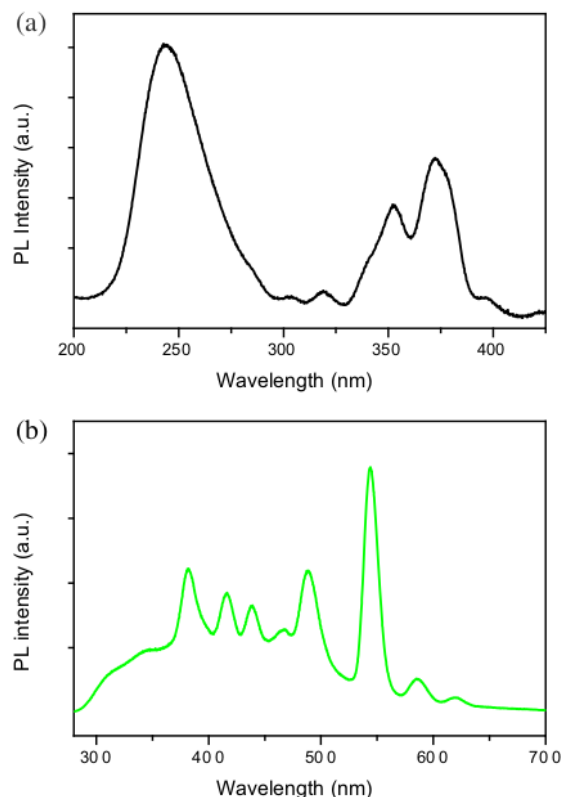 (a)
PL Intensity (a.u.)
200 250 300 350 400
Wavelength (nm)
(b)
PL intensity (a.u.)
300 400 500 600 700
Wavelength (nm)